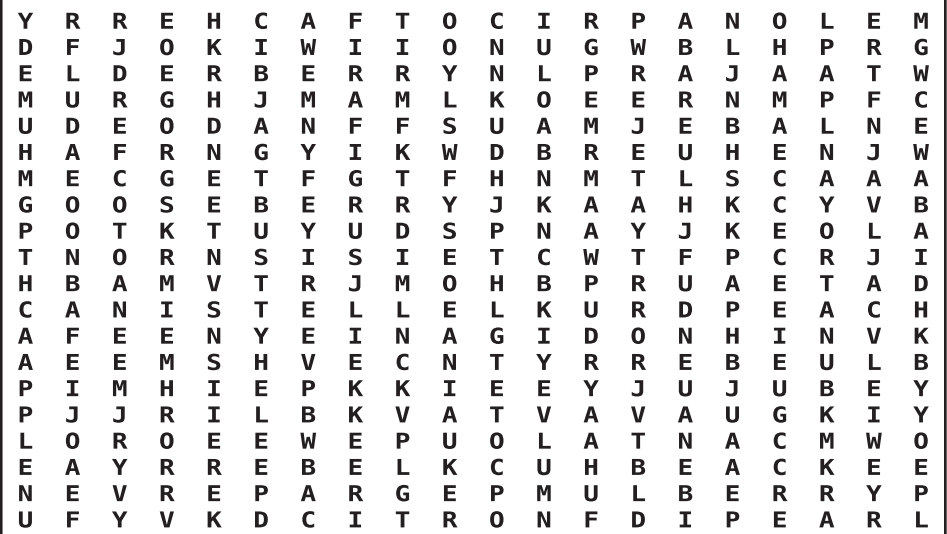 Y R R E H C A F T O C I R P A N O L E M
D F J O K I W I I O N U G W B L H P R G
E L D E R B E R R Y N L P R A J A A T W
M U R G H J M A M L K O E E R N M P F C
U D E O D A N F F S U A M J E B A L N E
H A F R N G Y I K W D B R E U H E N J W
M E C G E T F G T F H N M T L S C A A A
G O O S E B E R R Y J K A A H K C Y V B
P O T K T U Y U D S P N A Y J K E O L A
T N O R N S I S I E T C W T F P C R J I
H B A M V T R J M O H B P R U A E T A D
C A N I S T E L L E L K U R D P E A C H
A F E E N Y E I N A G I D O N H I N V K
A E E M S H V E C N T Y R R E B E U L B
P I M H I E P K K I E E Y J U J U B E Y
P J J R I L B K V A T V A V A U G K I Y
L O R O E E W E P U O L A T N A C M W O
E A Y R R E B E L K C U H B E A C K E E
N E V R E P A R G E P M U L B E R R Y P
U F Y V K D C I T R O N F D I P E A R L